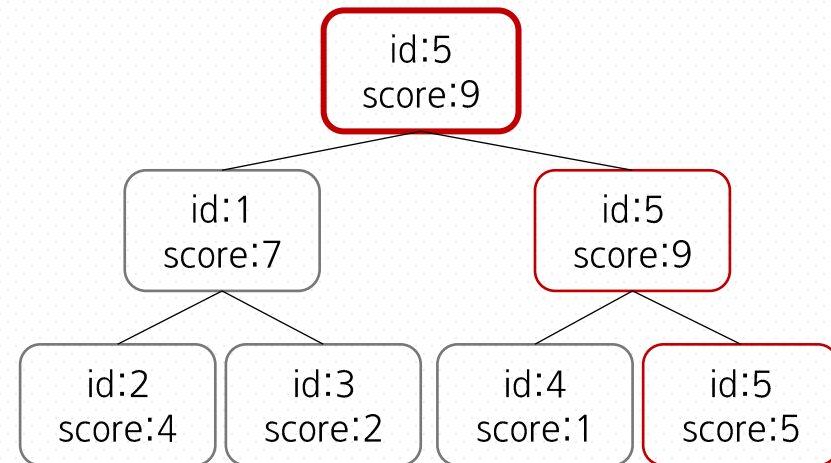 id:5
score:9
id:1
score:7
id:5
score:9
id:2
score:4
id:3
score:2
id:4
score:1
id:5
score:5